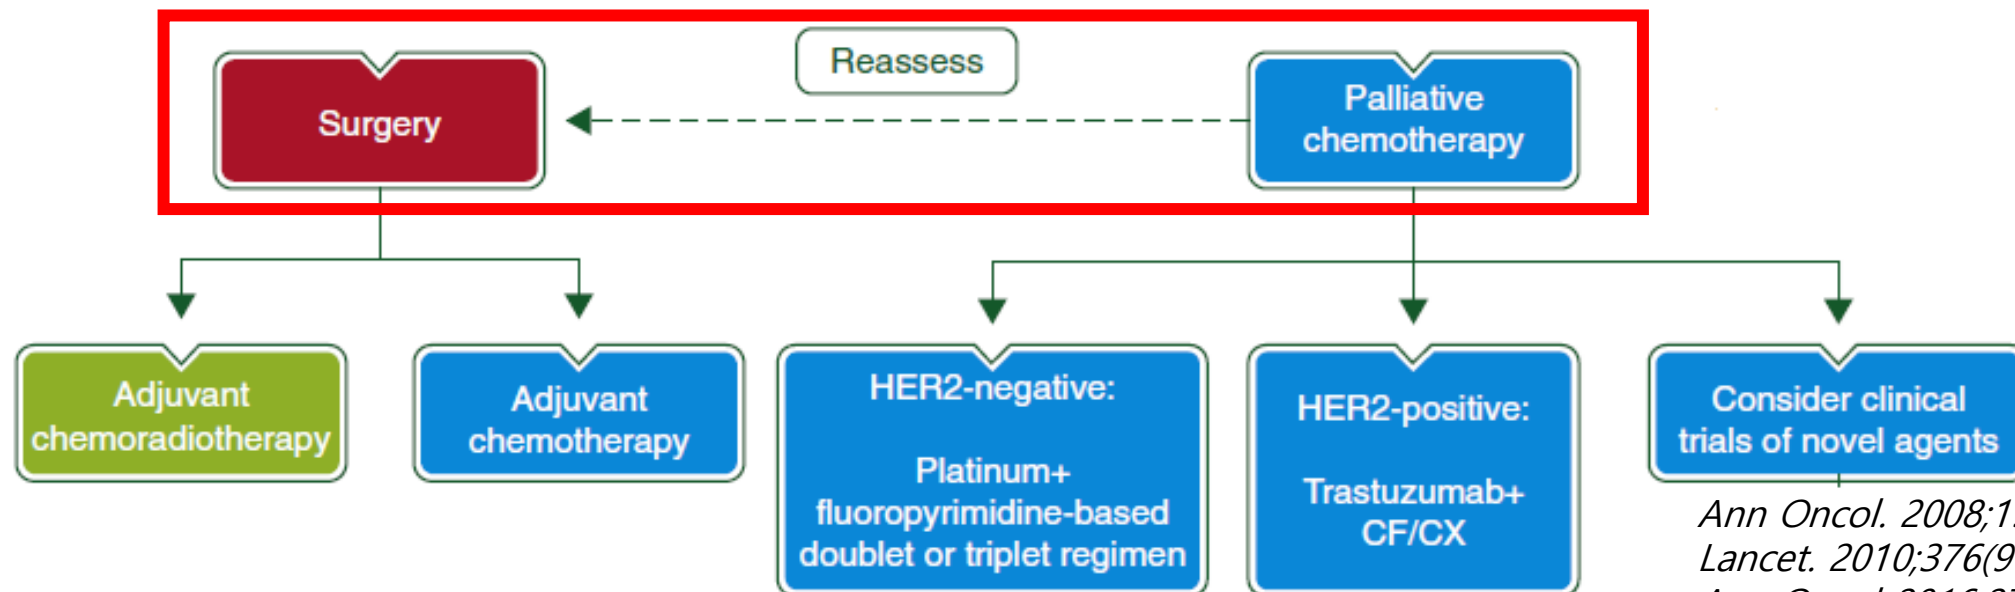 Reassess
Surgery
Palliative
chemotherapy
Adjuvant
chemoradiotherapy
Adjuvant
chemotherapy
HER2-negative:
Platinum+
fluoropyrimidine-based
doublet or triplet regimen
HER2-positive:
Trastuzumab+
CF/CX
Consider clinical
trials of novel agents
Ann Oncol. 2008;1
Lancet. 2010;376(9